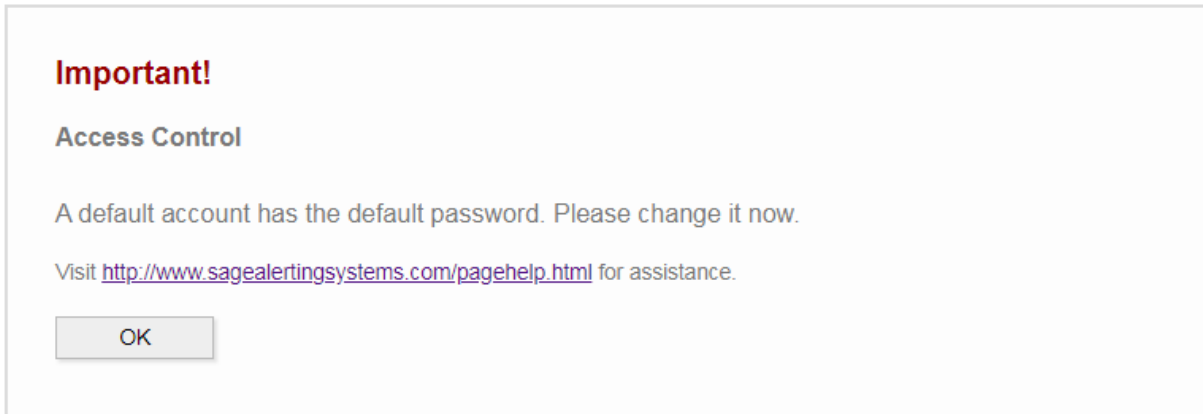 Important!
Access Control
A default account has the default password. Please change it now.
Visit http://www.sagealertingsystems.com/pagehelp.html for assistance.
OK